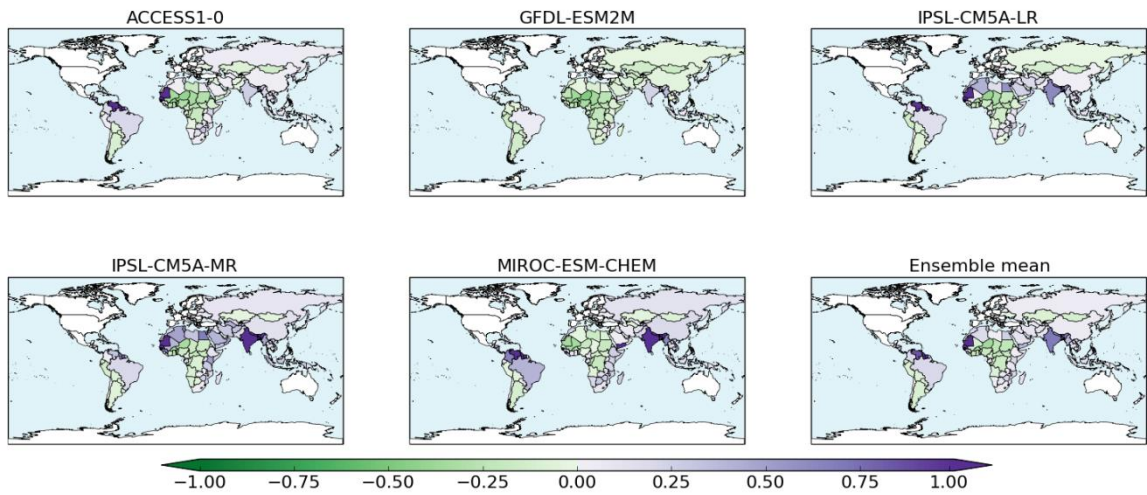 ACCESS1-0
GFDL-ESM2M
IPSL-CM5A-LR
IPSL-CM5A-MR
MIROC-ESM-CHEM
Ensemble mean
−1.00 −0.75 −0.50 −0.25 0.00 0.25 0.50 0.75 1.00